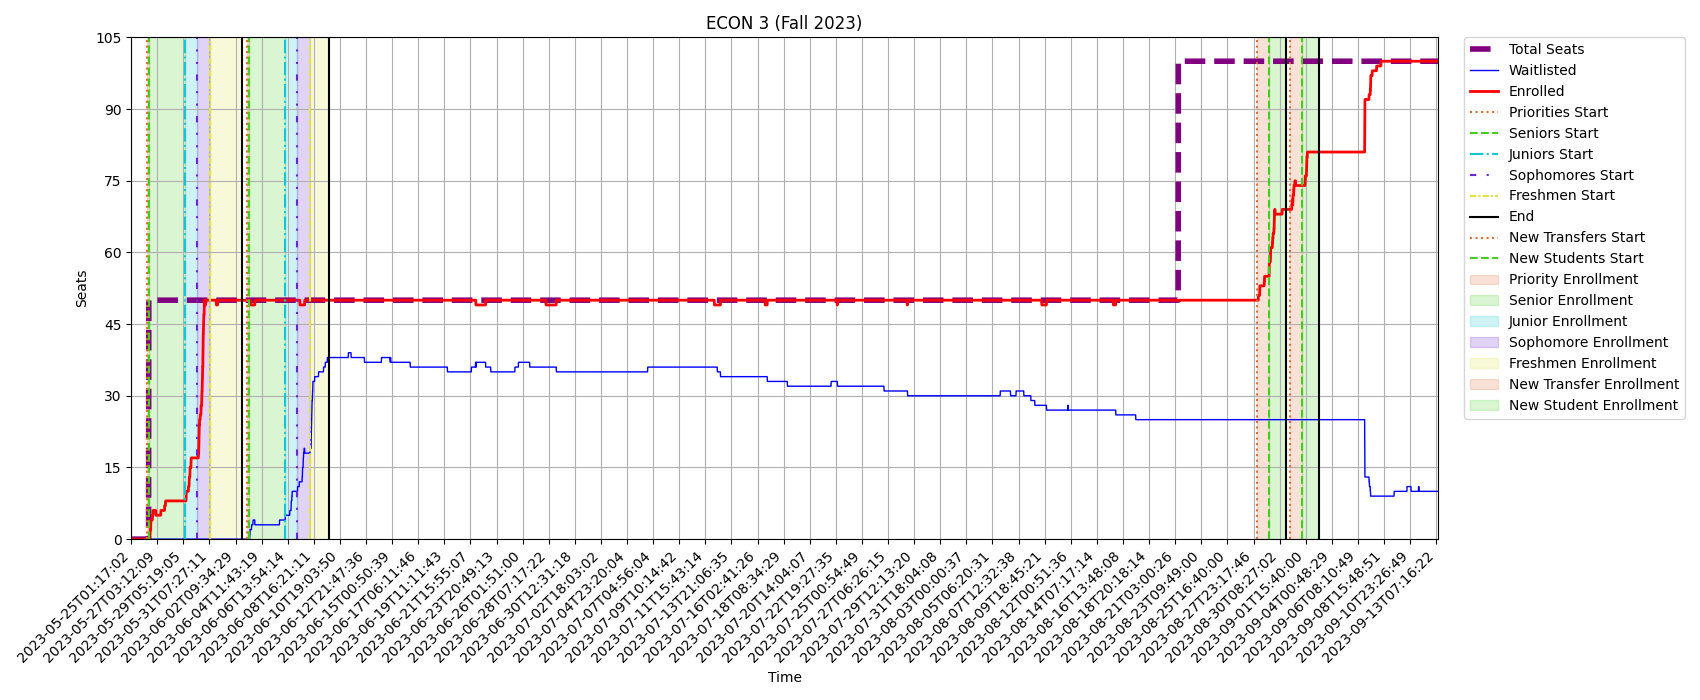 ECON 3 (Fall 2023)
105
90
75
60
45
30
15
0
Seats
2023-05-25T01:17:02
2023-05-27T03:12:09
2023-05-29T05:19:05
2023-05-31T07:27:11
2023-06-02T09:34:29
2023-06-04T11:43:19
2023-06-06T13:54:14
2023-06-08T16:21:11
2023-06-10T19:03:50
2023-06-12T21:47:36
2023-06-15T00:50:39
2023-06-17T06:11:46
2023-06-19T11:11:43
2023-06-21T15:55:07
2023-06-23T20:49:13
2023-06-26T01:51:00
2023-06-28T07:17:22
2023-06-30T12:31:18
2023-07-02T18:03:02
2023-07-04T23:20:04
2023-07-07T04:56:04
2023-07-09T10:14:42
2023-07-11T15:43:14
2023-07-13T21:06:35
2023-07-16T02:41:26
2023-07-18T08:34:29
2023-07-20T14:04:07
2023-07-22T19:27:35
2023-07-25T00:54:49
2023-07-27T06:26:15
2023-07-29T12:13:20
2023-07-31T18:04:08
2023-08-03T00:00:37
2023-08-05T06:20:31
2023-08-07T12:32:38
2023-08-09T18:45:21
2023-08-12T00:51:36
2023-08-14T07:17:14
2023-08-16T13:48:08
2023-08-18T20:18:14
2023-08-21T03:00:26
2023-08-23T09:49:00
2023-08-25T16:40:00
2023-08-27T23:17:46
2023-08-30T08:27:02
2023-09-01T15:40:00
2023-09-04T00:48:29
2023-09-06T08:10:49
2023-09-08T15:48:51
2023-09-10T23:26:49
2023-09-13T07:16:22
Time
Total Seats
Waitlisted
Enrolled
Priorities Start
Seniors Start
Juniors Start
Sophomores Start
Freshmen Start
End
New Transfers Start
New Students Start
Priority Enrollment
Senior Enrollment
Junior Enrollment
Sophomore Enrollment
Freshmen Enrollment
New Transfer Enrollment
New Student Enrollment